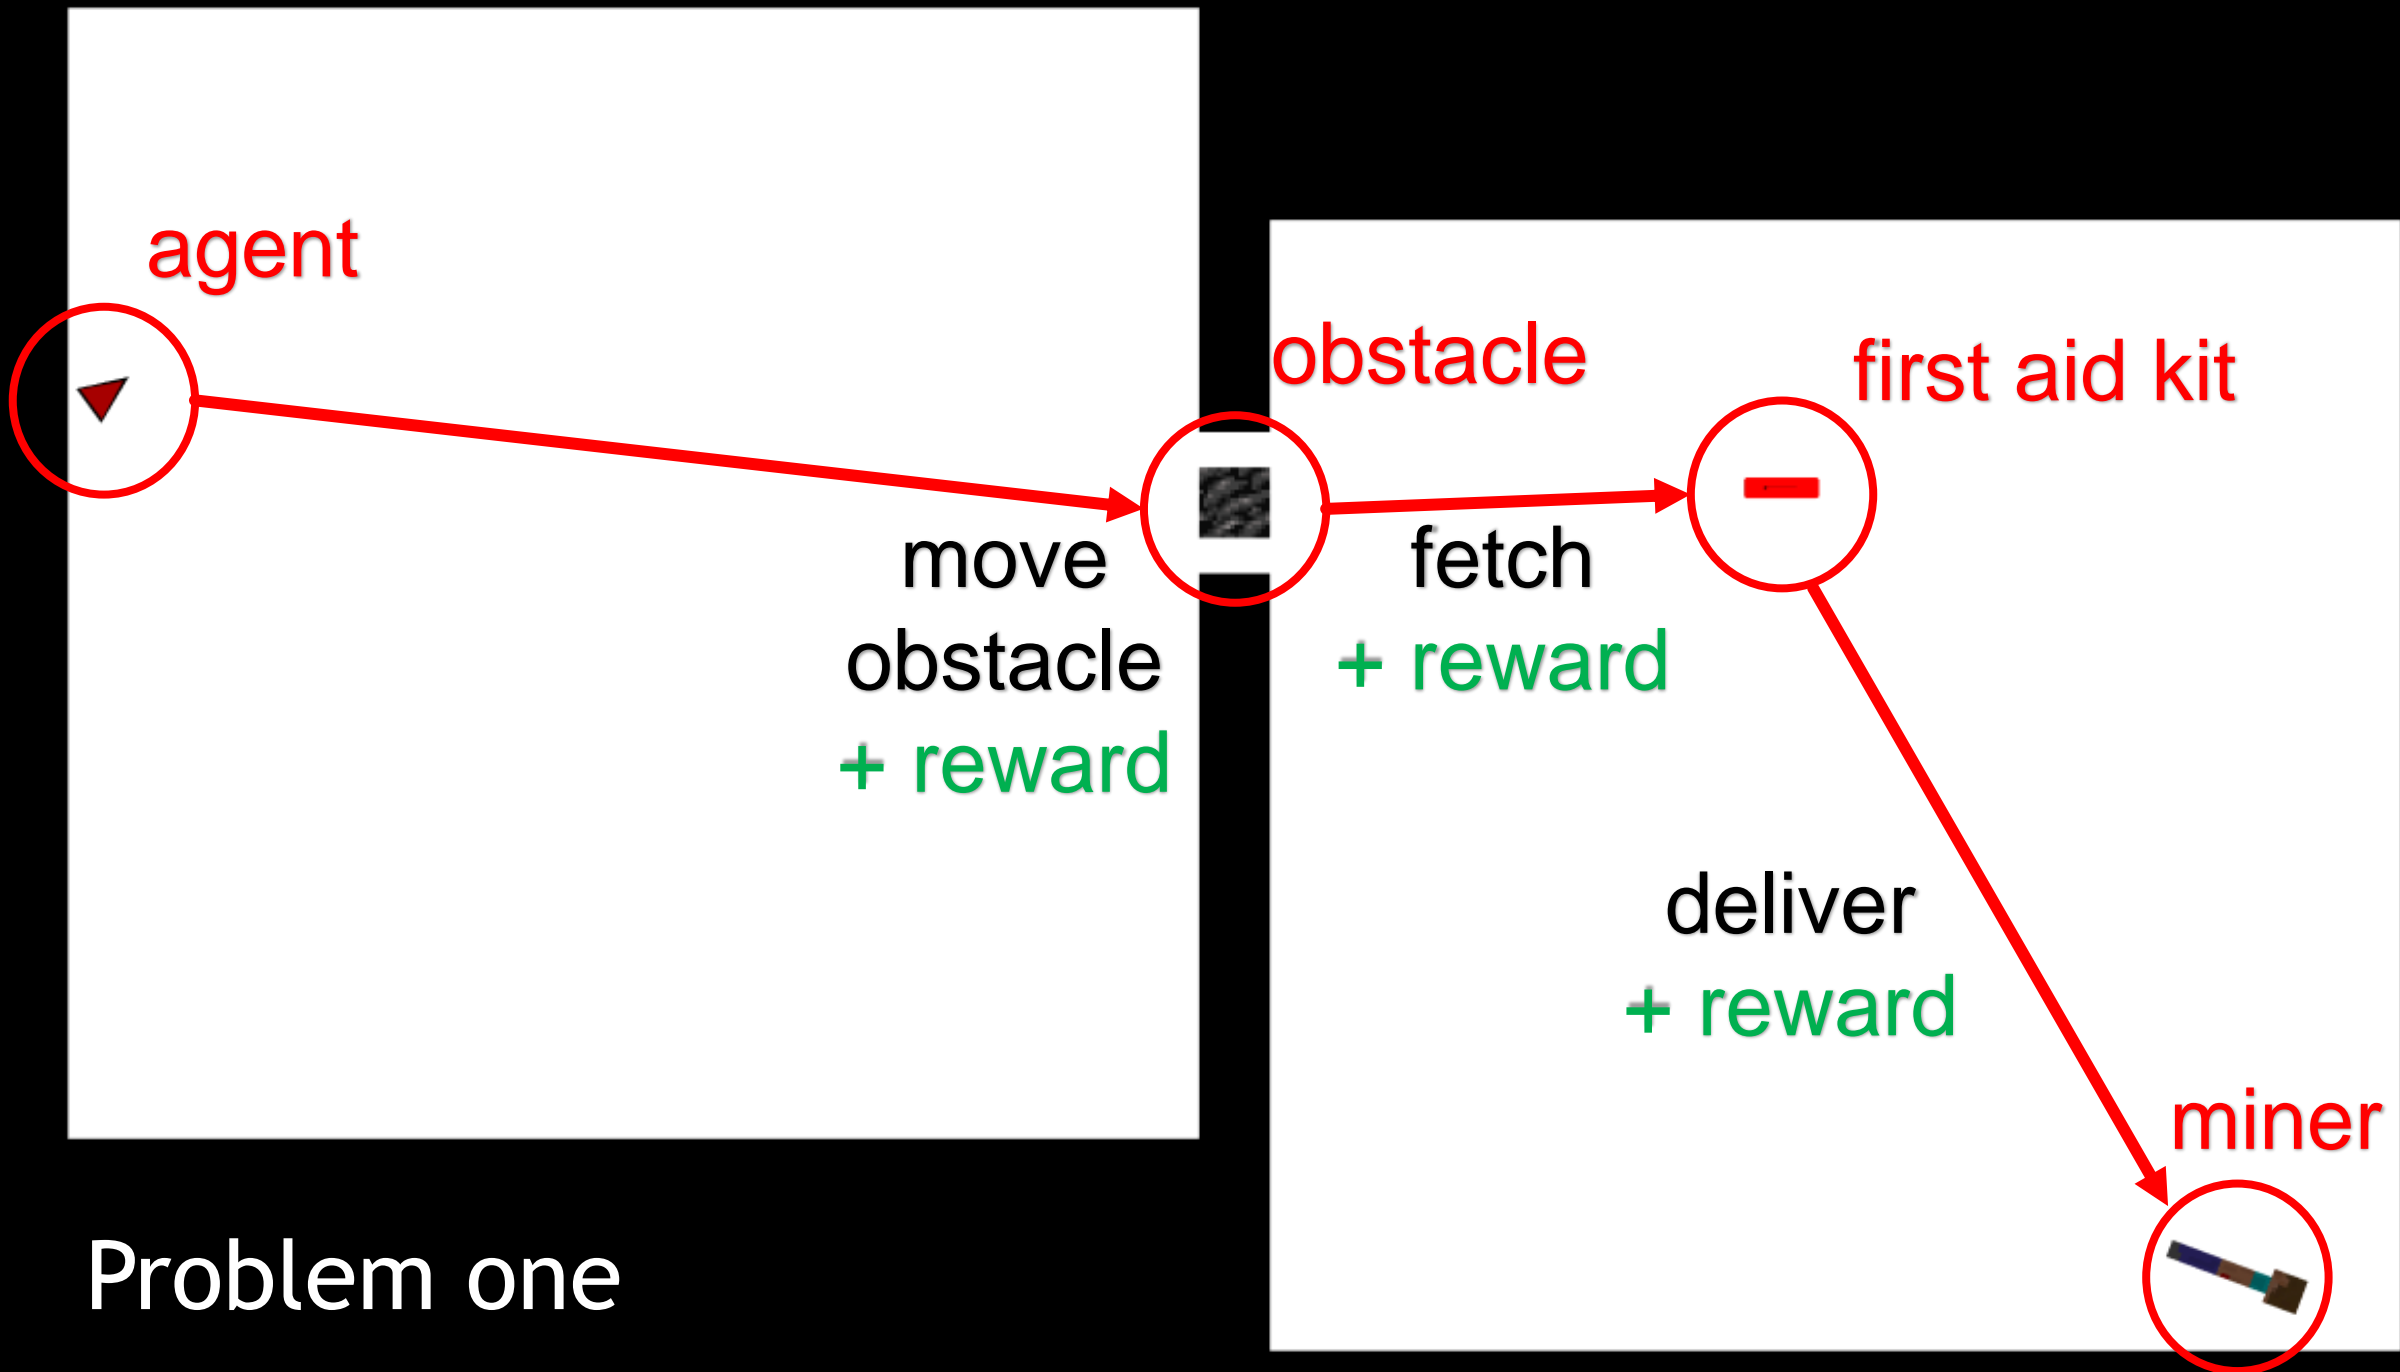 agent
obstacle
first aid kit
move
obstacle
+ reward
fetch
+ reward
deliver
+ reward
miner
Problem one